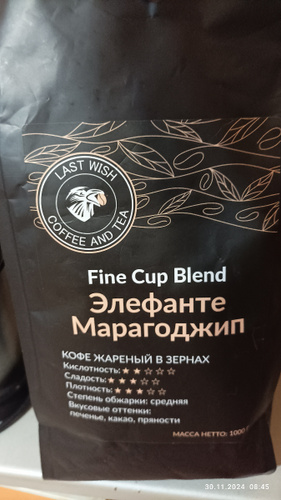 LAST WISH
COFFEE AND TEA
Fine Cup Blend
Элефанте
Марагоджип
КОФЕ ЖАРЕНЫЙ В ЗЕРНАХ
Кислотность: ★★☆☆☆
Сладость: ★★★☆☆
Плотность: ★★★☆☆
Степень обжарки: средняя
Вкусовые оттенки:
печенье, какао, пряности
МАССА НЕТТО: 1000
30.11.2024 08:45